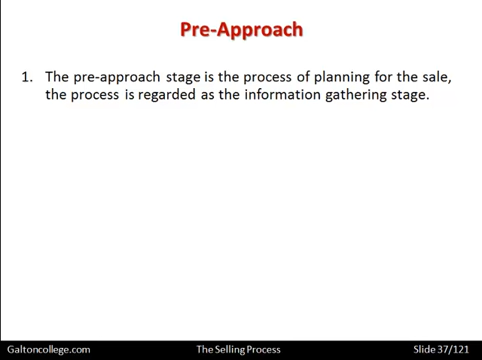 Pre-Approach
1. The pre-approach stage is the process of planning for the sale,
the process is regarded as the information gathering stage.
Galtoncollege.com The Selling Process Slide 37/121